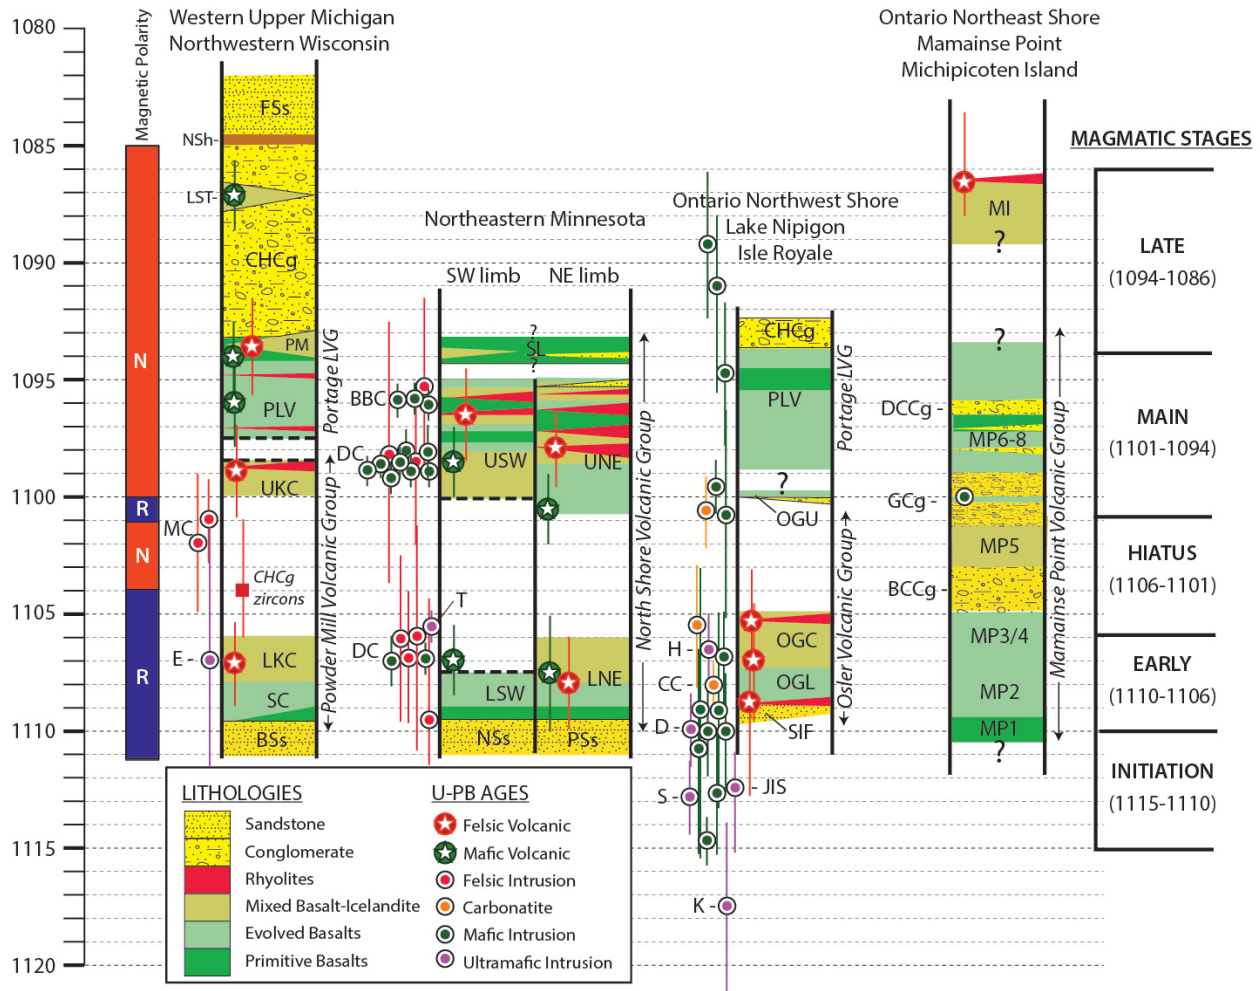 Western Upper Michigan
Northwestern Wisconsin
Ontario Northeast Shore
Mamainse Point
Michipicoten Island
1080
1085
1090
1095
1100
1105
1110
1115
1120
Magnetic Polarity
N
R
N
R
FSs
NSh-
LST-
CHCg
PM
PLV
UKC
MC
CHCg
zircons
E -
LKC
SC
BSs
Portage LVG
Powder Mill Volcanic Group
Northeastern Minnesota
SW limb
NE limb
?
SL
?
BBC
DC
USW
UNE
T
DC
LSW
LNE
NSs
PSs
North Shore Volcanic Group
Ontario Northwest Shore
Lake Nipigon
Isle Royale
CHCg
PLV
?
OGU
OGC
OGL
SIF
H -
CC -
D -
S -
- JIS
K -
Portage LVG
Osler Volcanic Group
MI
?
?
DCCg -
MP6-8
GCg -
MP5
BCCg-
MP3/4
MP2
MP1
?
Mamainse Point Volcanic Group
MAGMATIC STAGES
LATE
(1094-1086)
MAIN
(1101-1094)
HIATUS
(1106-1101)
EARLY
(1110-1106)
INITIATION
(1115-1110)
LITHOLOGIES
Sandstone
Conglomerate
Rhyolites
Mixed Basalt-Icelandite
Evolved Basalts
Primitive Basalts
U-PB AGES
Felsic Volcanic
Mafic Volcanic
Felsic Intrusion
Carbonatite
Mafic Intrusion
Ultramafic Intrusion